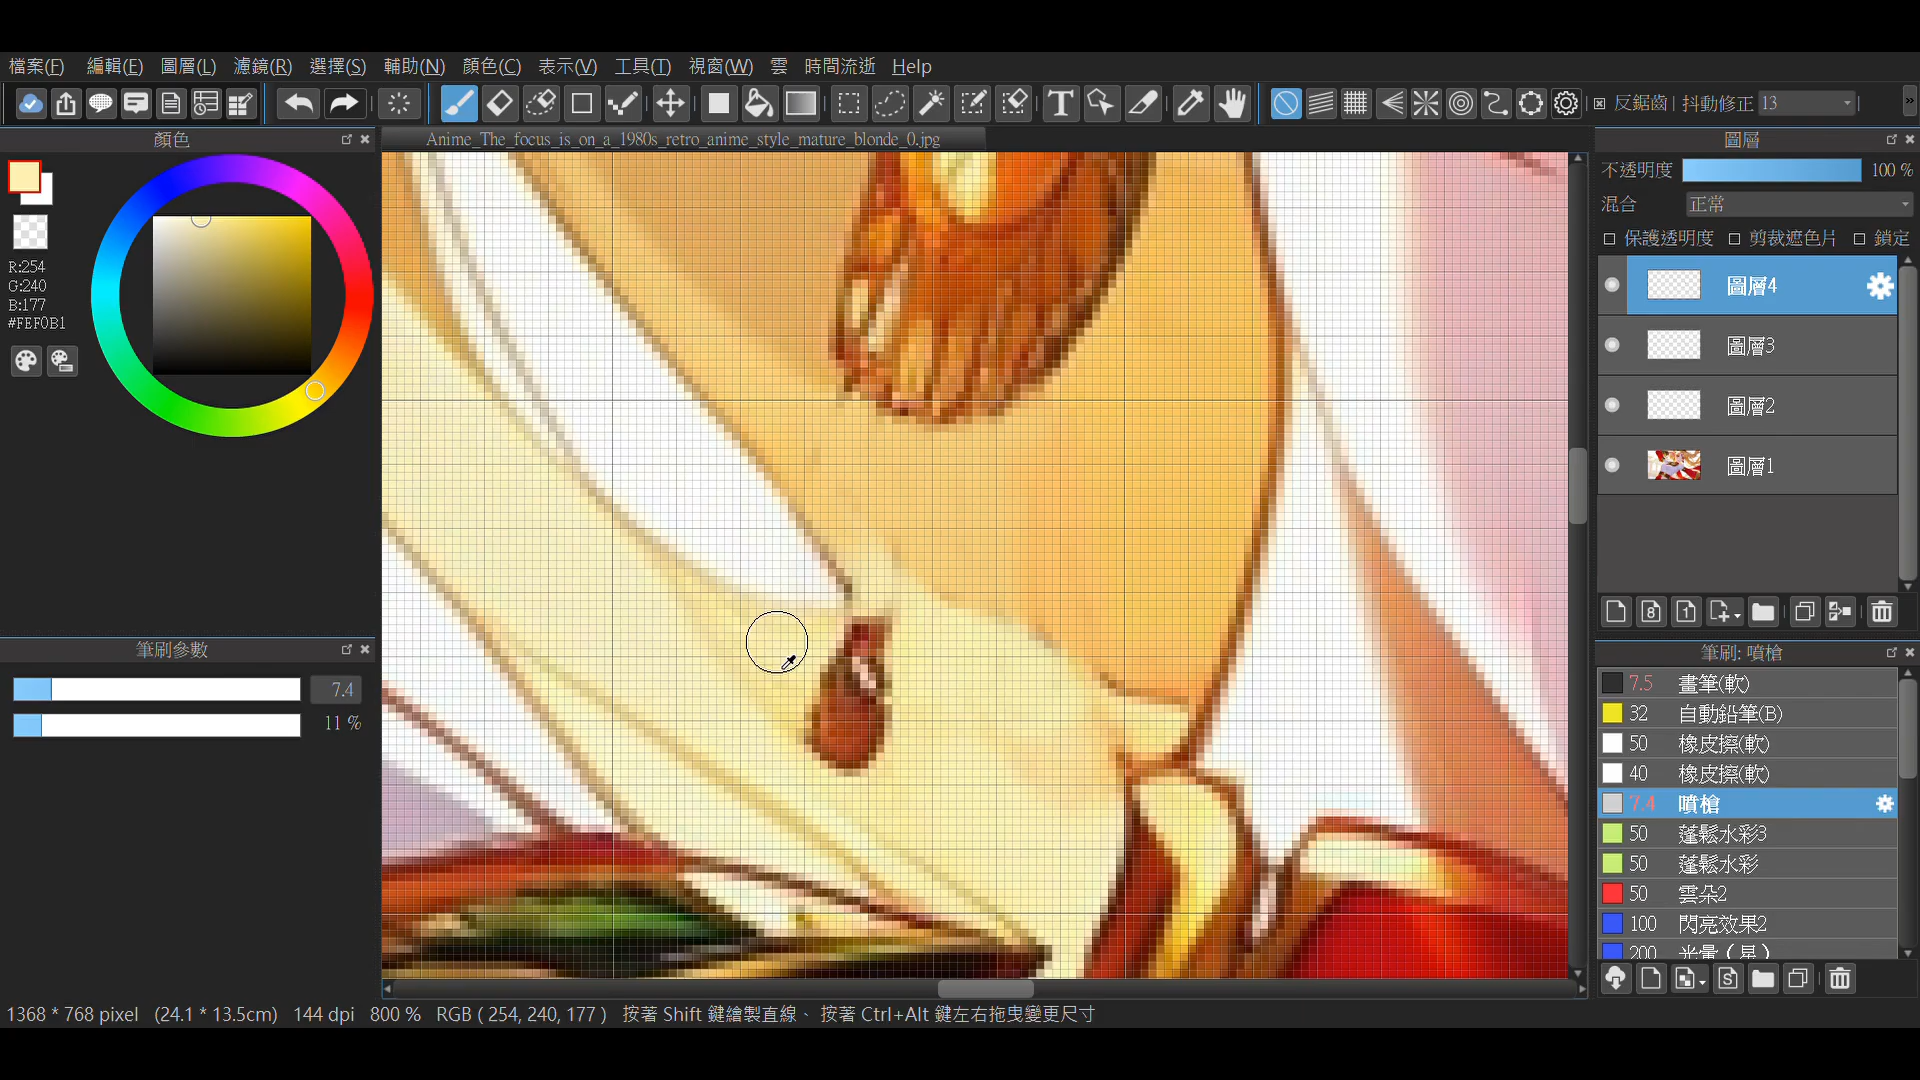 檔案(F) 編輯(E) 圖層(L) 濾鏡(R) 選擇(S) 輔助(N) 顏色(C) 表示(V) 工具(T) 視窗(W) 雲 時間流逝 Help
反鋸齒 抖動修正 13
顏色
Anime_The_focus_is_on_a_1980s_retro_anime_style_mature_blonde_0.jpg
圖層
不透明度 100 %
混合 正常
保護透明度 剪裁遮色片 鎖定
R:254
G:240
B:177
#FEF0B1
圖層4
圖層3
圖層2
圖層1
筆刷參數
7.4
11 %
筆刷: 噴槍
7.5 畫筆(軟)
32 自動鉛筆(B)
50 橡皮擦(軟)
40 橡皮擦(軟)
7.4 噴槍
50 蓬鬆水彩3
50 蓬鬆水彩
50 雲朵2
100 閃亮效果2
200 光暈（星）
1368 * 768 pixel (24.1 * 13.5cm) 144 dpi 800 % RGB ( 254, 240, 177 ) 按著 Shift 鍵繪製直線、 按著 Ctrl+Alt 鍵左右拖曳變更尺寸